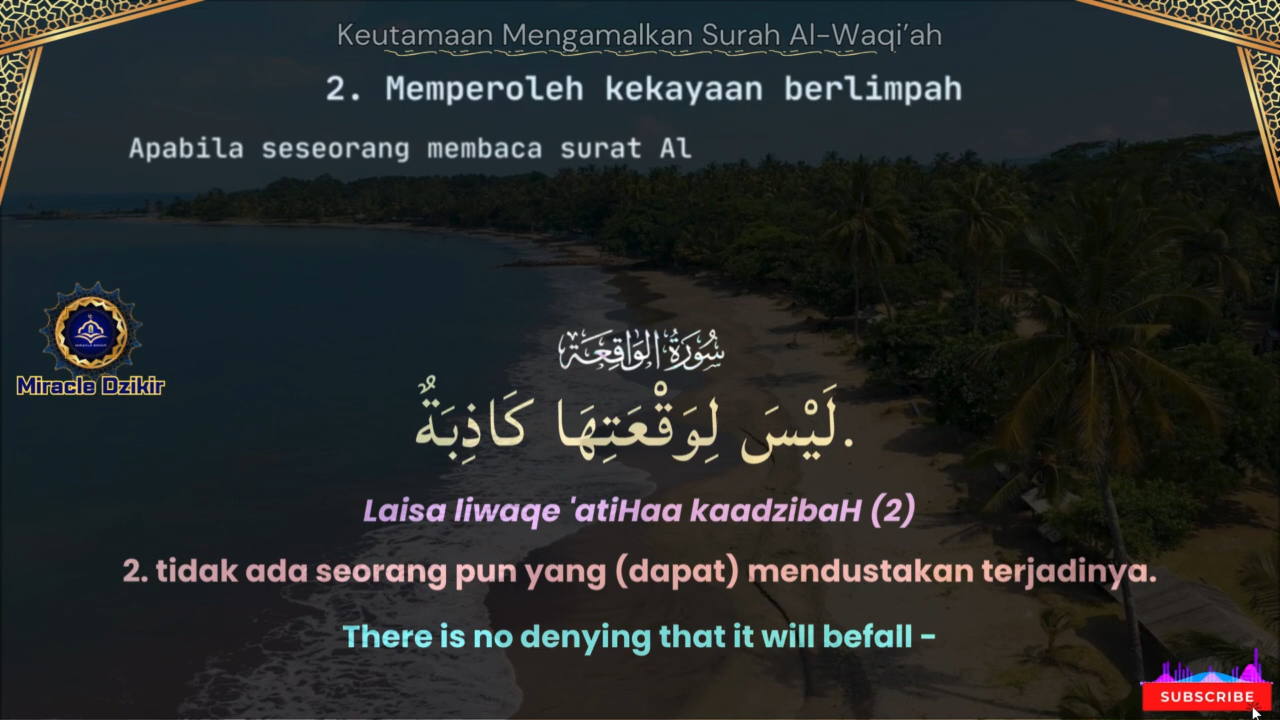 Keutamaan Mengamalkan Surah Al-Waqi’ah
2. Memperoleh kekayaan berlimpah
Apabila seseorang membaca surat Al
Miracle Dzikir
سُورَةُ الوَاقِعَة
لَيْسَ لِوَقْعَتِهَا كَاذِبَةٌ.
Laisa liwaqe 'atiHaa kaadzibaH (2)
2. tidak ada seorang pun yang (dapat) mendustakan terjadinya.
There is no denying that it will befall –
SUBSCRIBE